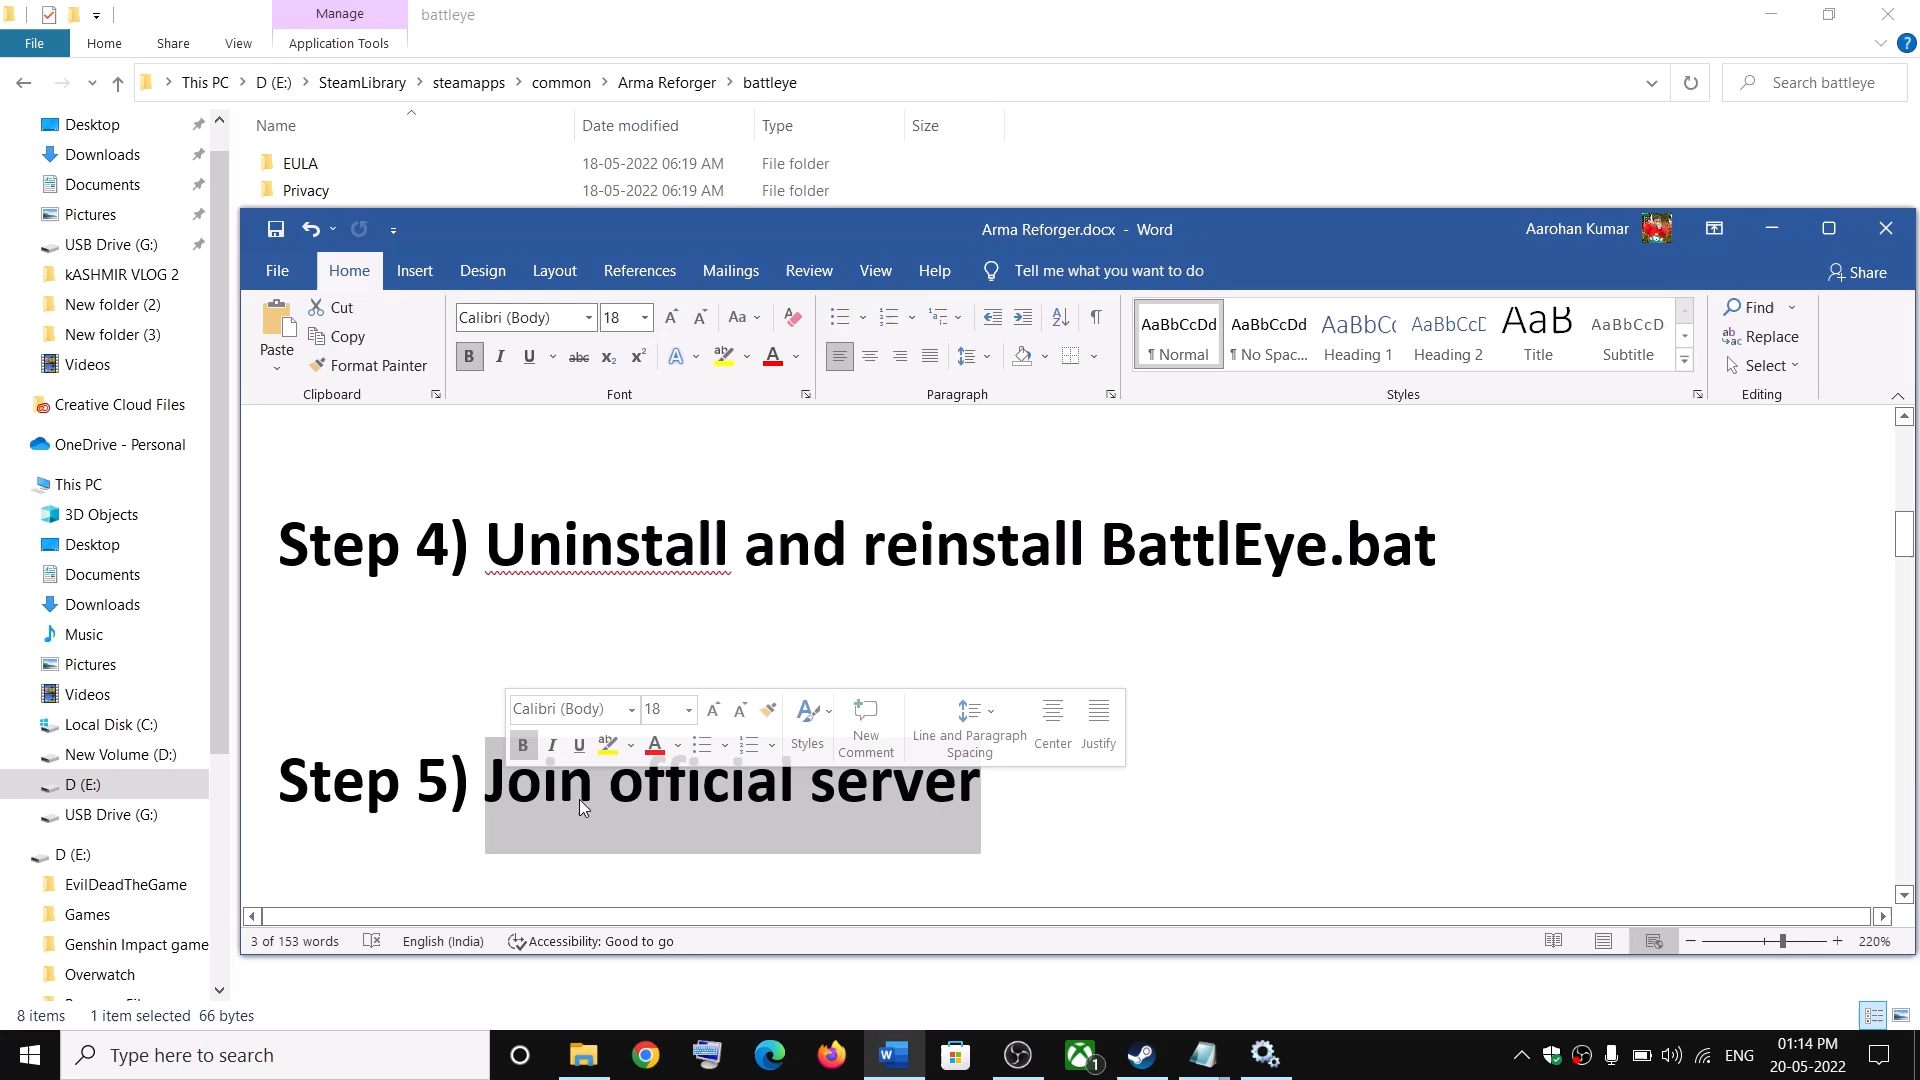 Manage
battleye
File
Home
Share
View
Application Tools
This PC
D (E:)
SteamLibrary
steamapps
common
Arma Reforger
battleye
Search battleye
Name
Date modified
Type
Size
EULA
18-05-2022 06:19 AM
File folder
Privacy
18-05-2022 06:19 AM
File folder
Desktop
Downloads
Documents
Pictures
USB Drive (G:)
kASHMIR VLOG 2
New folder (2)
New folder (3)
Videos
Creative Cloud Files
OneDrive - Personal
This PC
3D Objects
Desktop
Documents
Downloads
Music
Pictures
Videos
Local Disk (C:)
New Volume (D:)
D (E:)
USB Drive (G:)
D (E:)
EvilDeadTheGame
Games
Genshin Impact game
Overwatch
8 items
1 item selected 66 bytes
Arma Reforger.docx - Word
Aarohan Kumar
File
Home
Insert
Design
Layout
References
Mailings
Review
View
Help
Tell me what you want to do
Share
Paste
Cut
Copy
Format Painter
Clipboard
Calibri (Body)
18
Font
Paragraph
AaBbCcDd
¶ Normal
AaBbCcDd
¶ No Spac...
AaBbCc
Heading 1
AaBbCcD
Heading 2
AaB
Title
AaBbCcD
Subtitle
Styles
Find
Replace
Select
Editing
Step 4) Uninstall and reinstall BattlEye.bat
Calibri (Body)
18
Styles
New Comment
Line and Paragraph Spacing
Center
Justify
Step 5) Join official server
3 of 153 words
English (India)
Accessibility: Good to go
220%
Type here to search
1
ENG
01:14 PM
20-05-2022